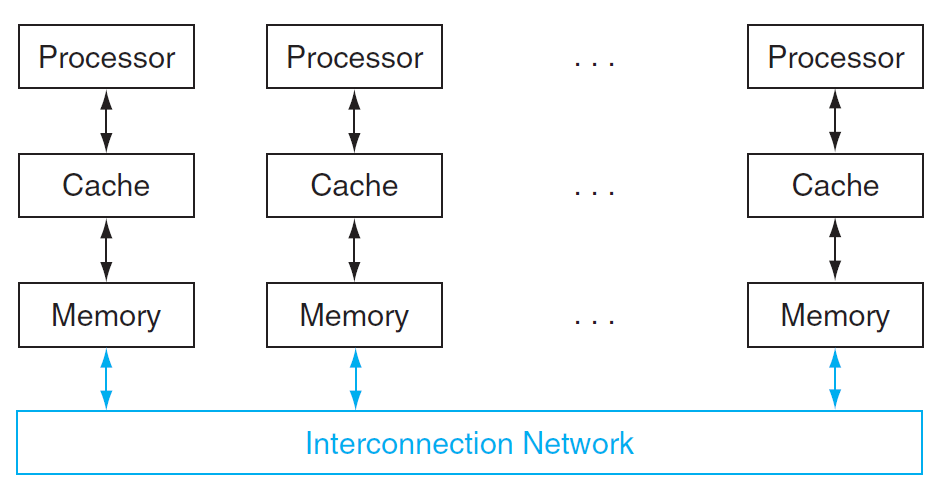 Processor Processor . . . Processor
Cache Cache . . . Cache
Memory Memory . . . Memory
Interconnection Network